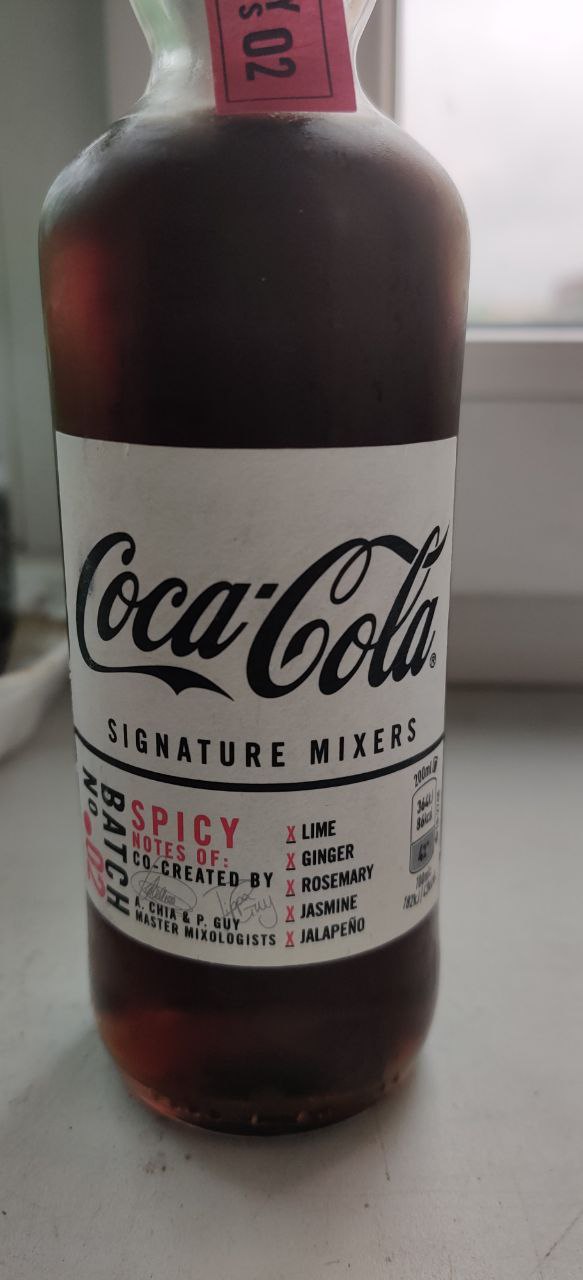 Y 02
S
Coca-Cola®
SIGNATURE MIXERS
BATCH
No 02
SPICY
NOTES OF:
CO-CREATED BY
A. CHIA & P. GUY
MASTER MIXOLOGISTS
X LIME
X GINGER
X ROSEMARY
X JASMINE
X JALAPEÑO
200ml